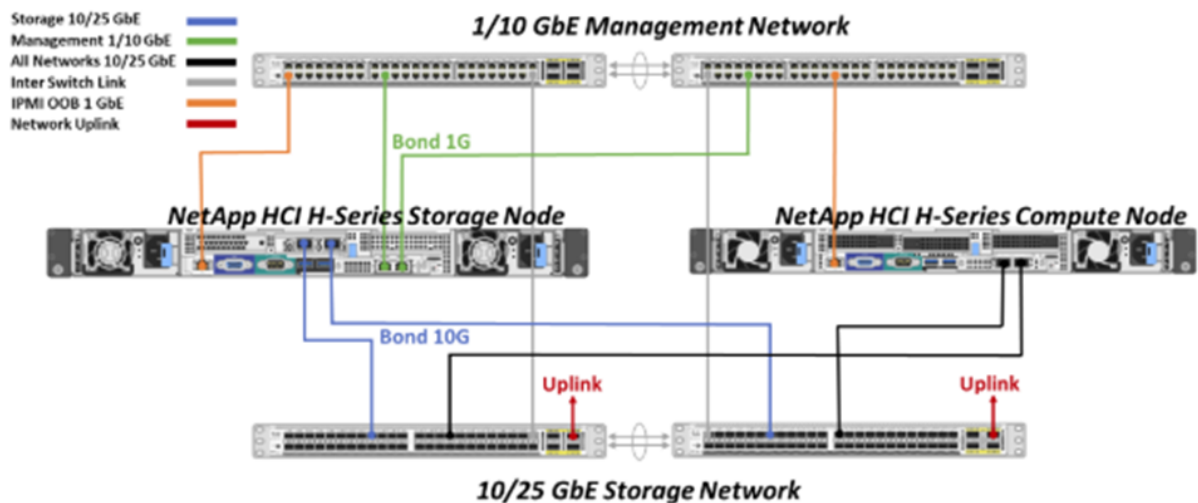 Storage 10/25 GbE
Management 1/10 GbE
All Networks 10/25 GbE
Inter Switch Link
IPMI OOB 1 GbE
Network Uplink
1/10 GbE Management Network
Bond 1G
NetApp HCI H-Series Storage Node
NetApp HCI H-Series Compute Node
Bond 10G
Uplink
Uplink
10/25 GbE Storage Network